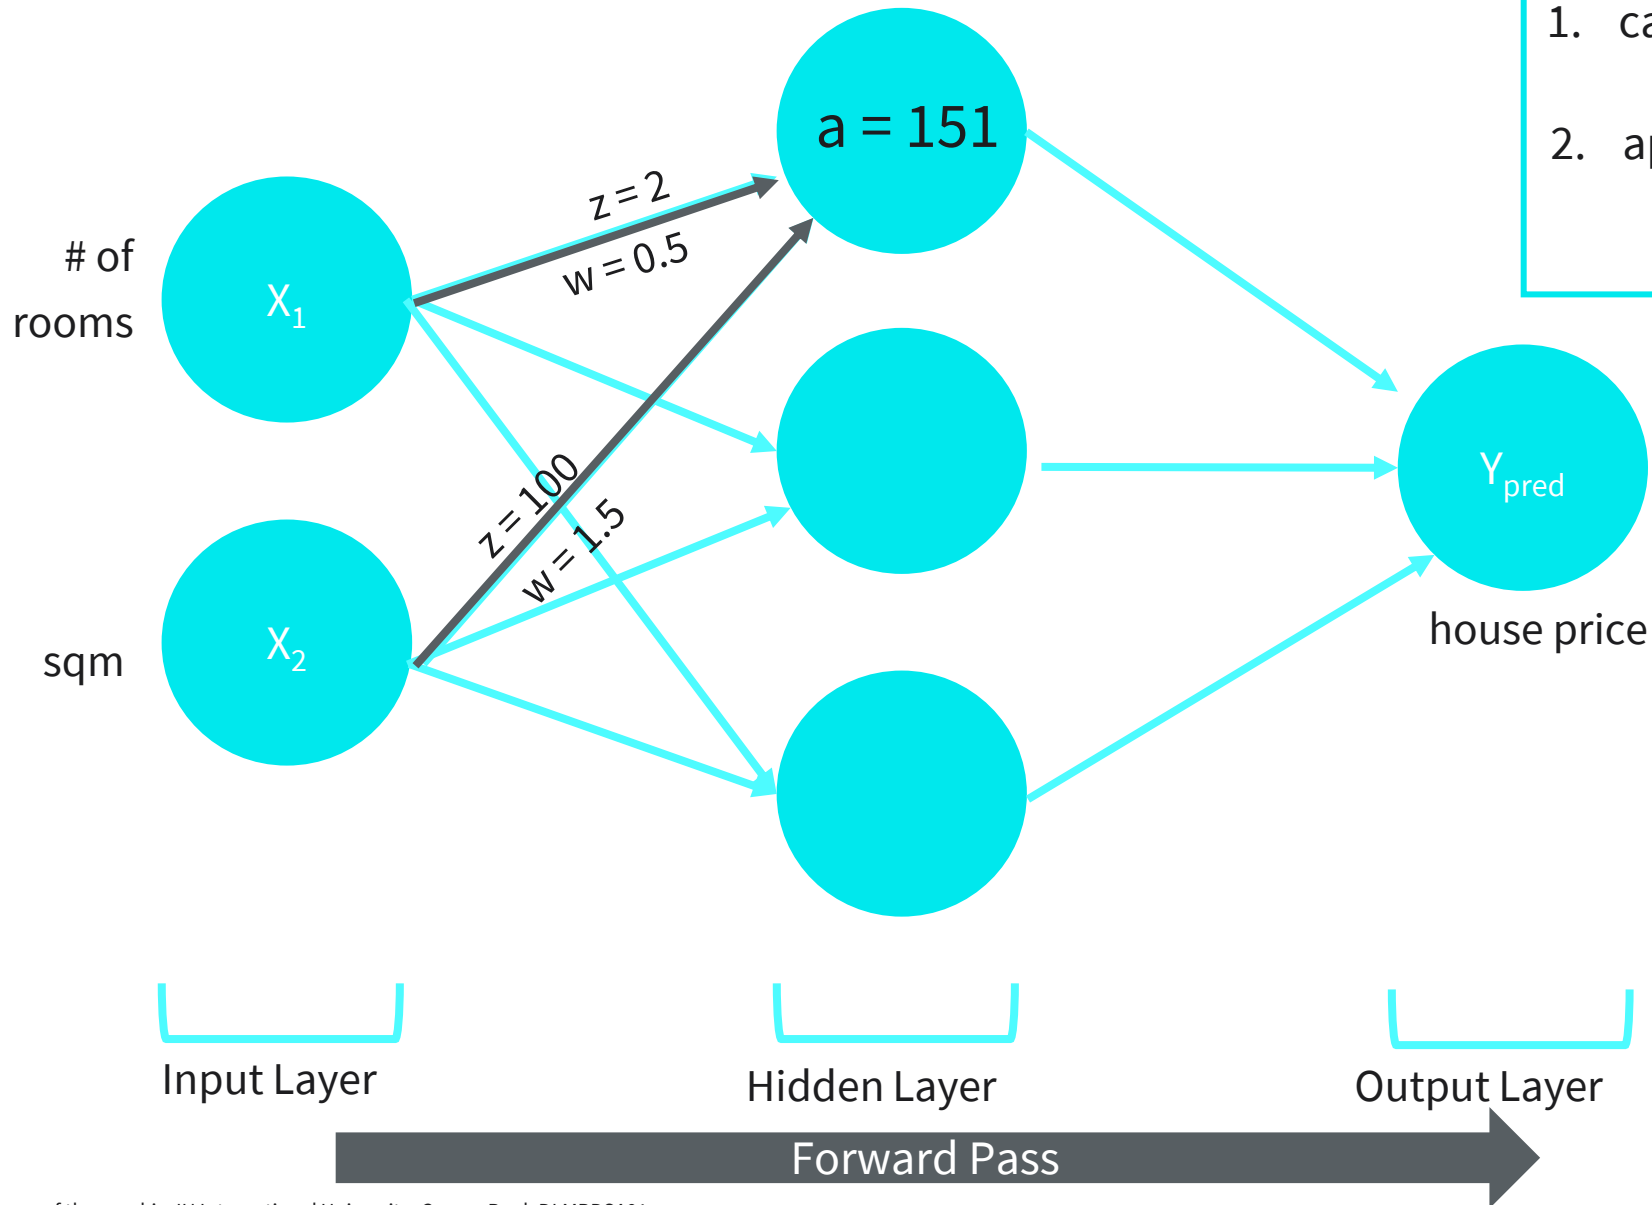 1. ca
2. ap
a = 151
z = 2
w = 0.5
# of
rooms
X1
z = 100
w = 1.5
sqm
X2
Ypred
house price
Input Layer
Hidden Layer
Output Layer
Forward Pass